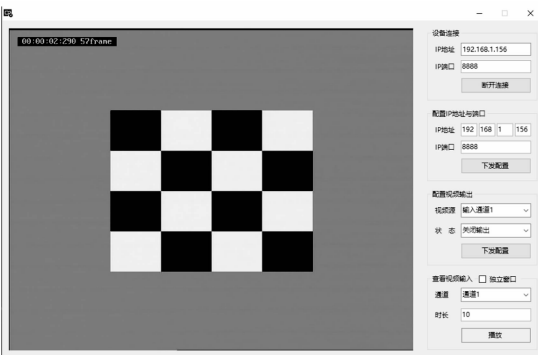 00:00:02:290 57frame
设备连接
IP地址 192.168.1.156
IP端口 8888
断开连接
配置IP地址与端口
IP地址 192 168 1 156
IP端口 8888
下发配置
配置视频输出
视频源 输入通道1
状 态 关闭输出
下发配置
查看视频输入 独立窗口
通道 通道1
时长 10
播放